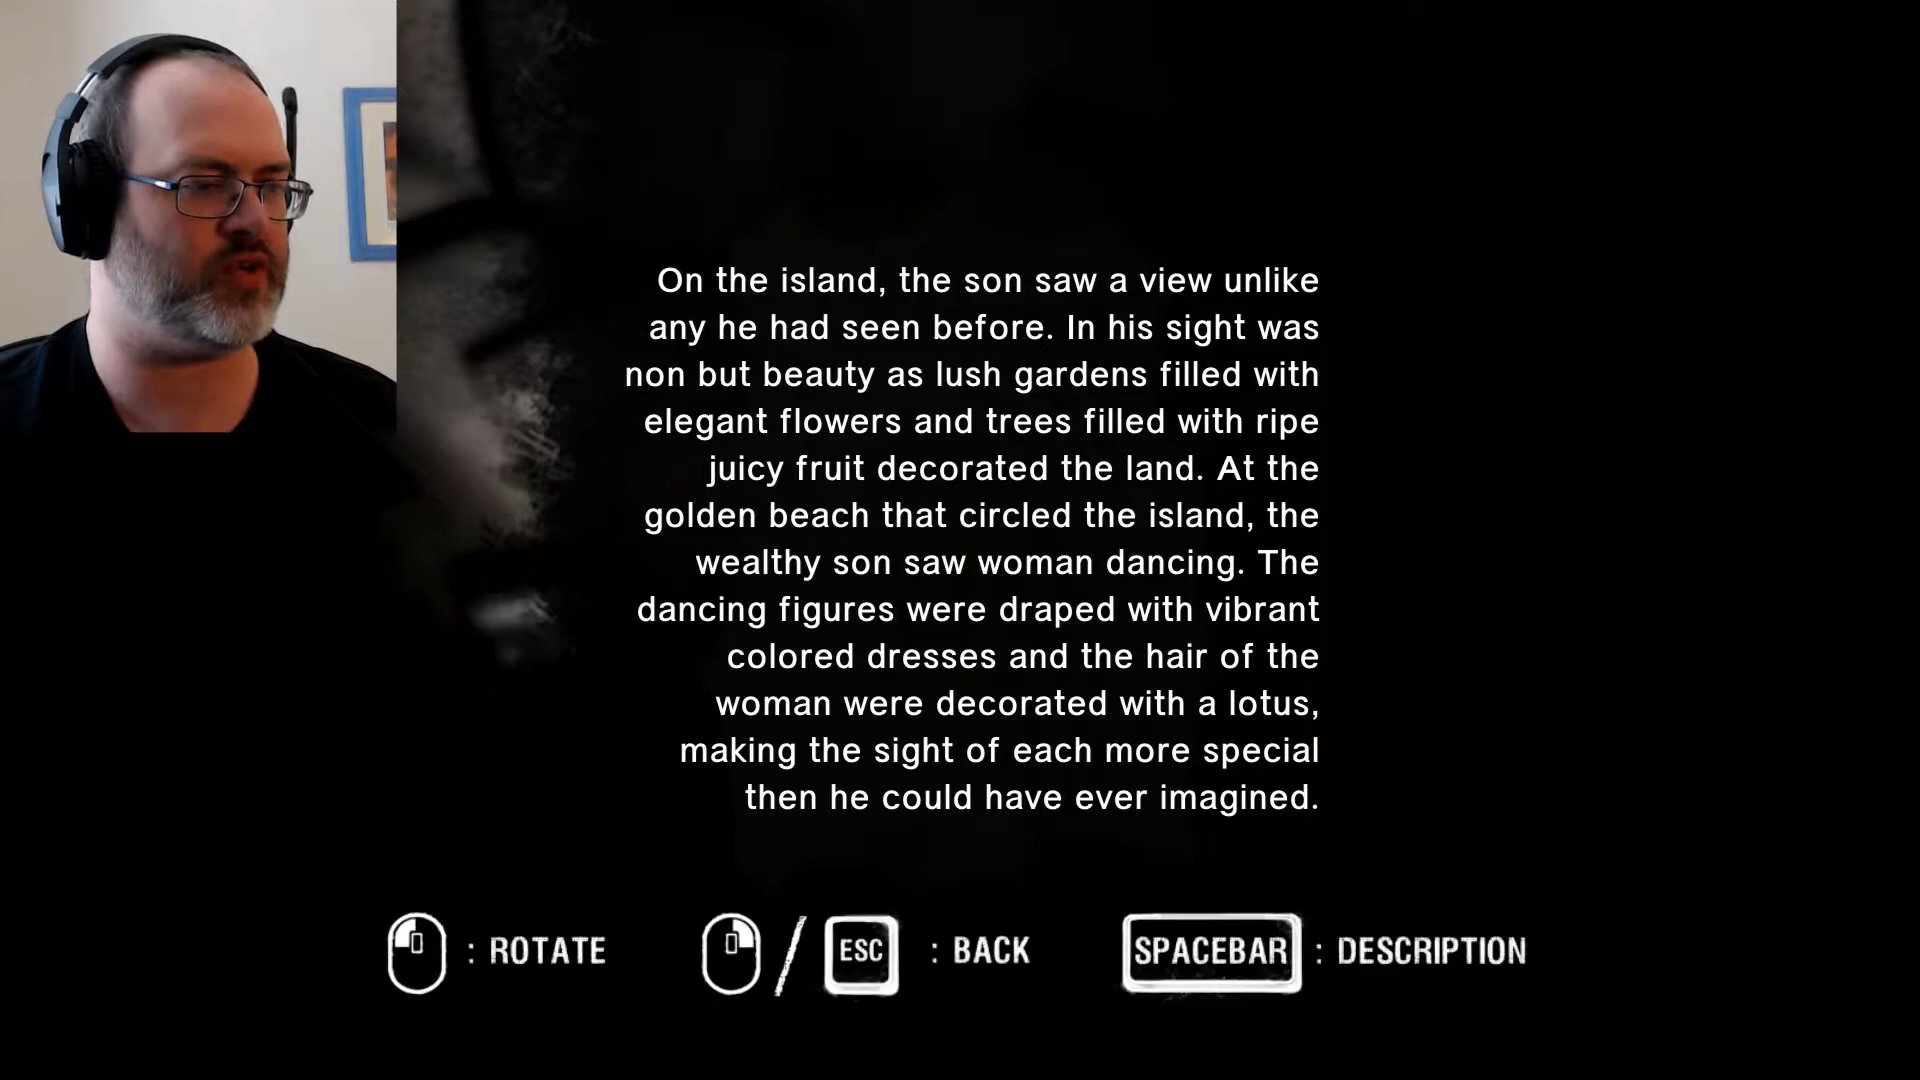 On the island, the son saw a view unlike
any he had seen before. In his sight was
non but beauty as lush gardens filled with
elegant flowers and trees filled with ripe
juicy fruit decorated the land. At the
golden beach that circled the island, the
wealthy son saw woman dancing. The
dancing figures were draped with vibrant
colored dresses and the hair of the
woman were decorated with a lotus,
making the sight of each more special
then he could have ever imagined.
: ROTATE / ESC : BACK SPACEBAR : DESCRIPTION